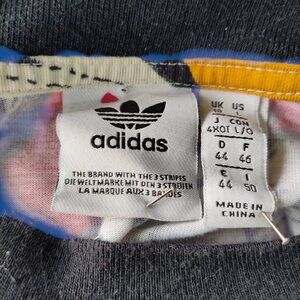 adidas
THE BRAND WITH THE 3 STRIPES
DIE WELTMARKE MIT DEN 3 STREIFEN
LA MARQUE AUX 3 BANDES
UK US
J CON
4XOT L/G
D F
44 46
E I
44 50
MADE IN
CHINA